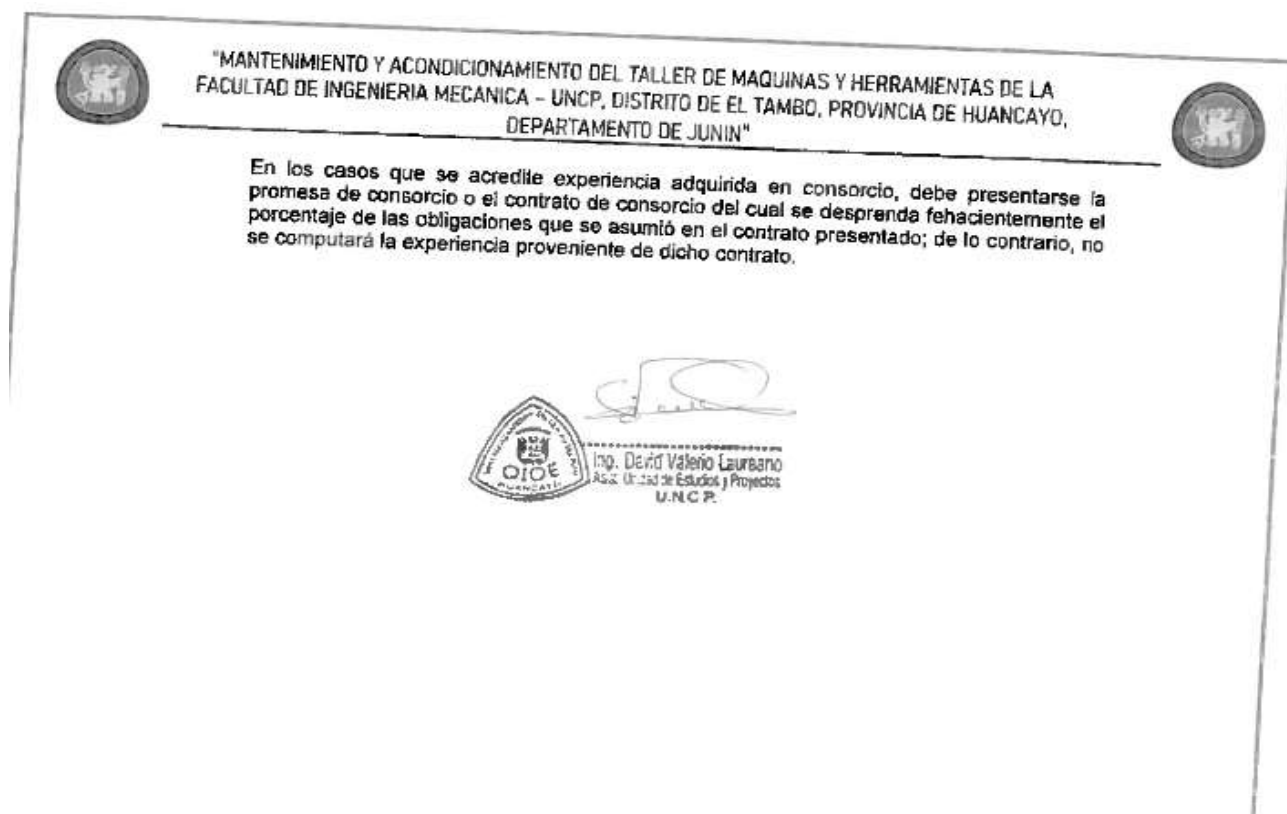 "MANTENIMIENTO Y ACONDICIONAMIENTO DEL TALLER DE MAQUINAS Y HERRAMIENTAS DE LA
FACULTAD DE INGENIERIA MECANICA – UNCP, DISTRITO DE EL TAMBO, PROVINCIA DE HUANCAYO,
DEPARTAMENTO DE JUNIN"
En los casos que se acredite experiencia adquirida en consorcio, debe presentarse la
promesa de consorcio o el contrato de consorcio del cual se desprenda fehacientemente el
porcentaje de las obligaciones que se asumió en el contrato presentado; de lo contrario, no
se computará la experiencia proveniente de dicho contrato.
OIOE
HUANCAYO
Ing. David Valerio Laureano
Asist. Unidad de Estudios y Proyectos
U.N.C.P.